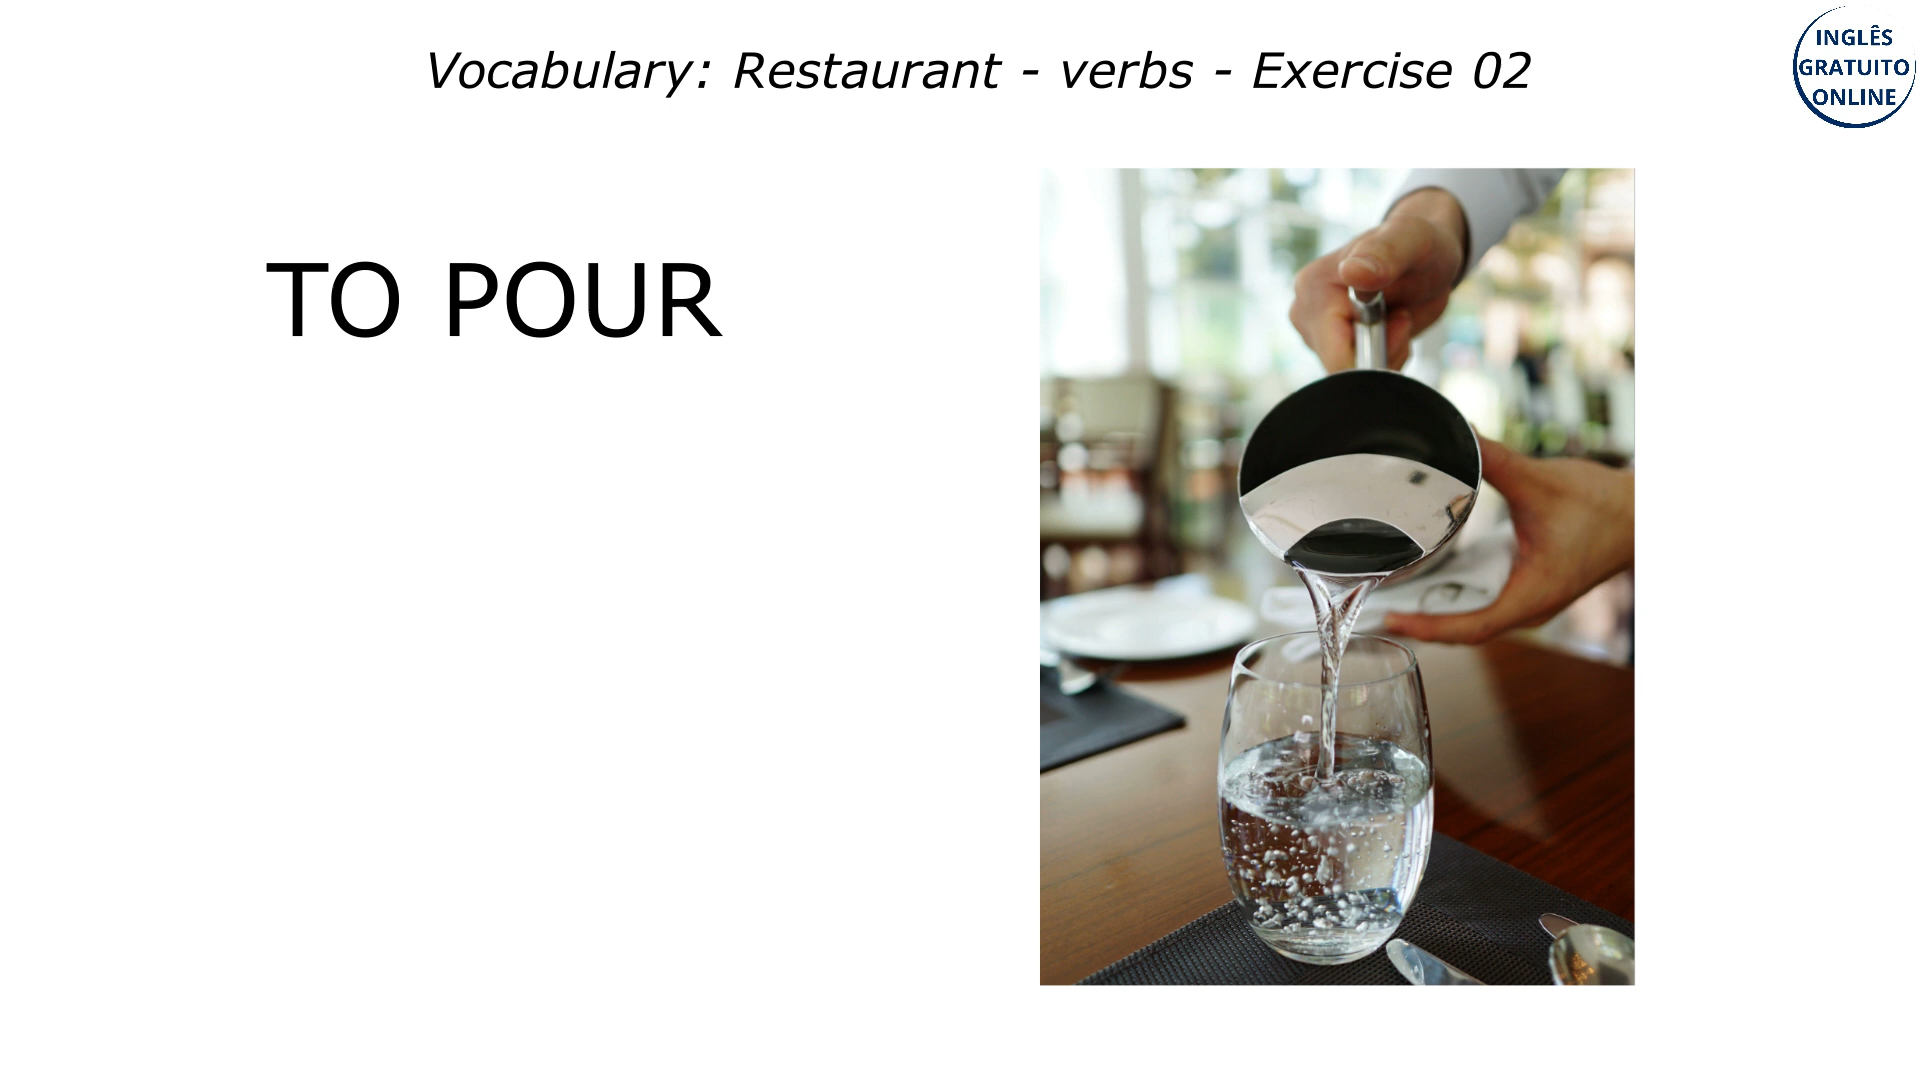 Vocabulary: Restaurant - verbs - Exercise 02
INGLÊS
GRATUITO
ONLINE
TO POUR